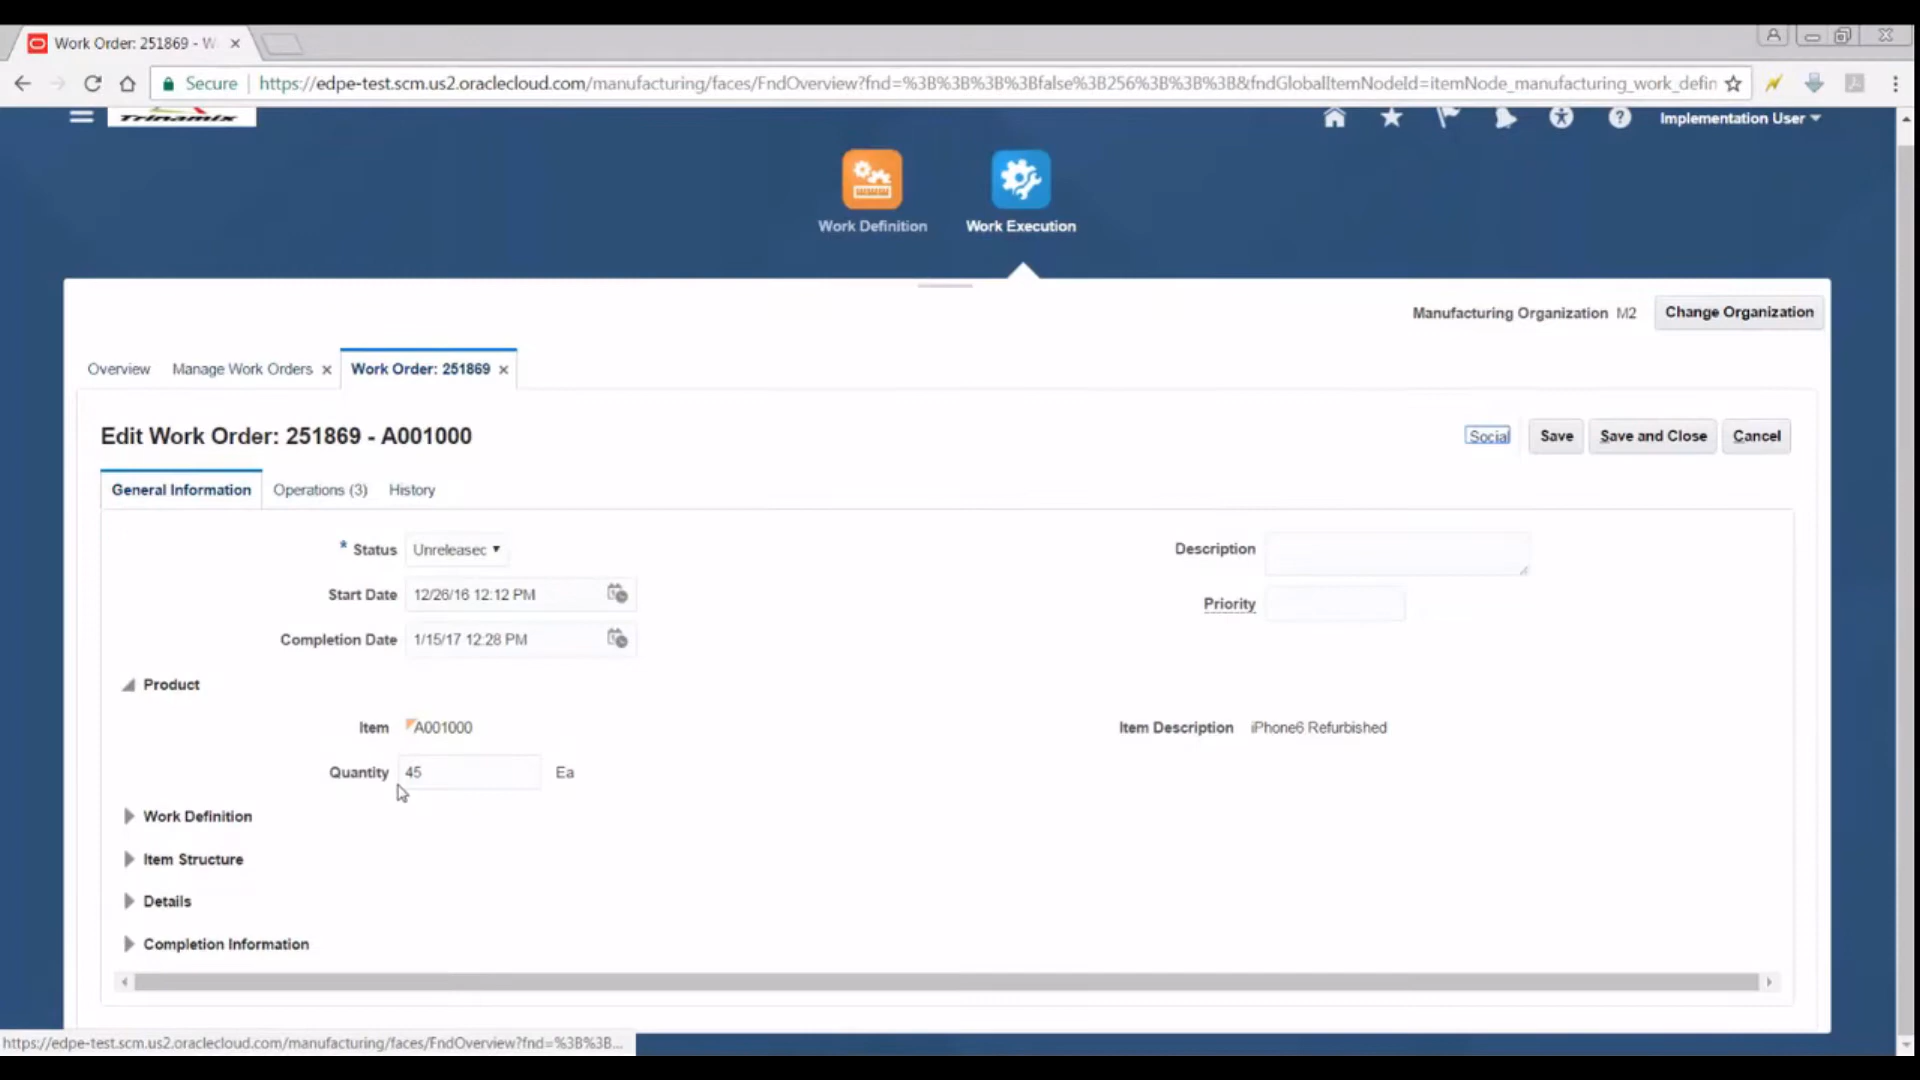 Work Order: 251869 - W
Secure https://edpe-test.scm.us2.oraclecloud.com/manufacturing/faces/FndOverview?fnd=%3B%3B%3B%3Bfalse%3B256%3B%3B%3B&fndGlobalItemNodeId=itemNode_manufacturing_work_defin
Trinamix
Implementation User
Work Definition
Work Execution
Manufacturing Organization M2
Change Organization
Overview
Manage Work Orders
Work Order: 251869
Edit Work Order: 251869 - A001000
Social
Save
Save and Close
Cancel
General Information
Operations (3)
History
* Status Unreleasec
Description
Start Date 12/26/16 12:12 PM
Priority
Completion Date 1/15/17 12:28 PM
Product
Item A001000
Item Description iPhone6 Refurbished
Quantity 45 Ea
Work Definition
Item Structure
Details
Completion Information
https://edpe-test.scm.us2.oraclecloud.com/manufacturing/faces/FndOverview?fnd=%3B%3B...